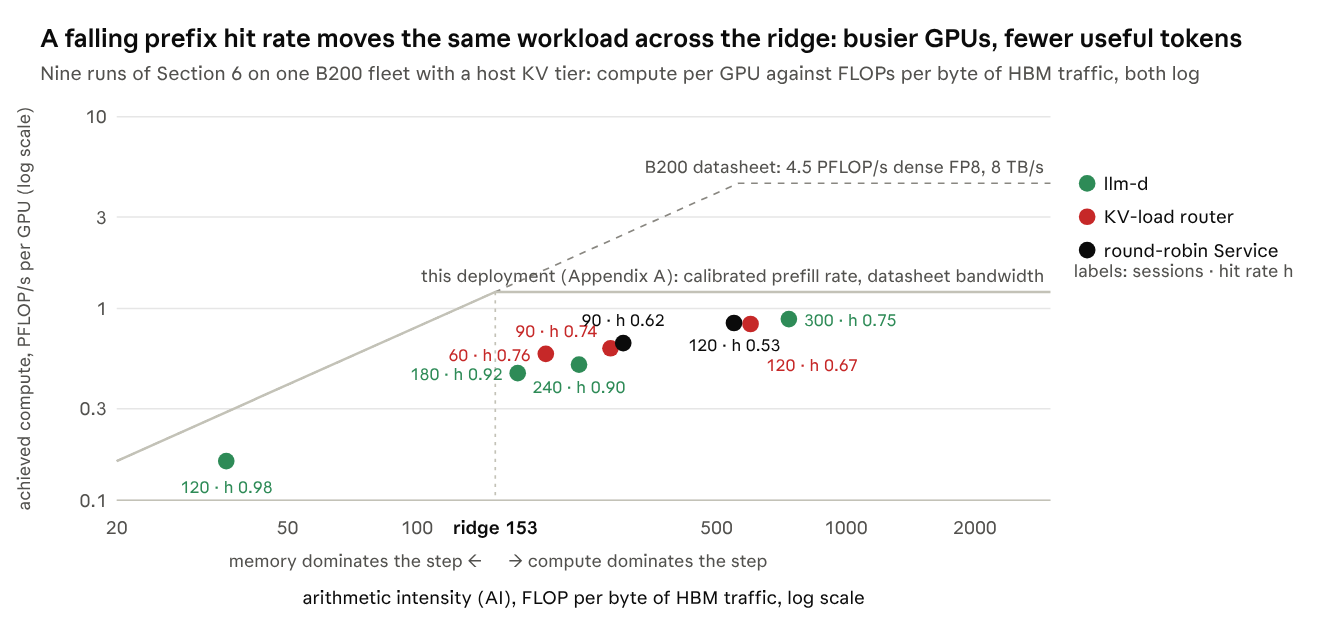 A falling prefix hit rate moves the same workload across the ridge: busier GPUs, fewer useful tokens
Nine runs of Section 6 on one B200 fleet with a host KV tier: compute per GPU against FLOPs per byte of HBM traffic, both log
achieved compute, PFLOP/s per GPU (log scale)
10
3
1
0.3
0.1
B200 datasheet: 4.5 PFLOP/s dense FP8, 8 TB/s
this deployment (Appendix A): calibrated prefill rate, datasheet bandwidth
90 · h 0.62
90 · h 0.74
60 · h 0.76
180 · h 0.92
240 · h 0.90
300 · h 0.75
120 · h 0.53
120 · h 0.67
120 · h 0.98
llm-d
KV-load router
round-robin Service
labels: sessions · hit rate h
20
50
100
ridge 153
500
1000
2000
memory dominates the step ←
→ compute dominates the step
arithmetic intensity (AI), FLOP per byte of HBM traffic, log scale